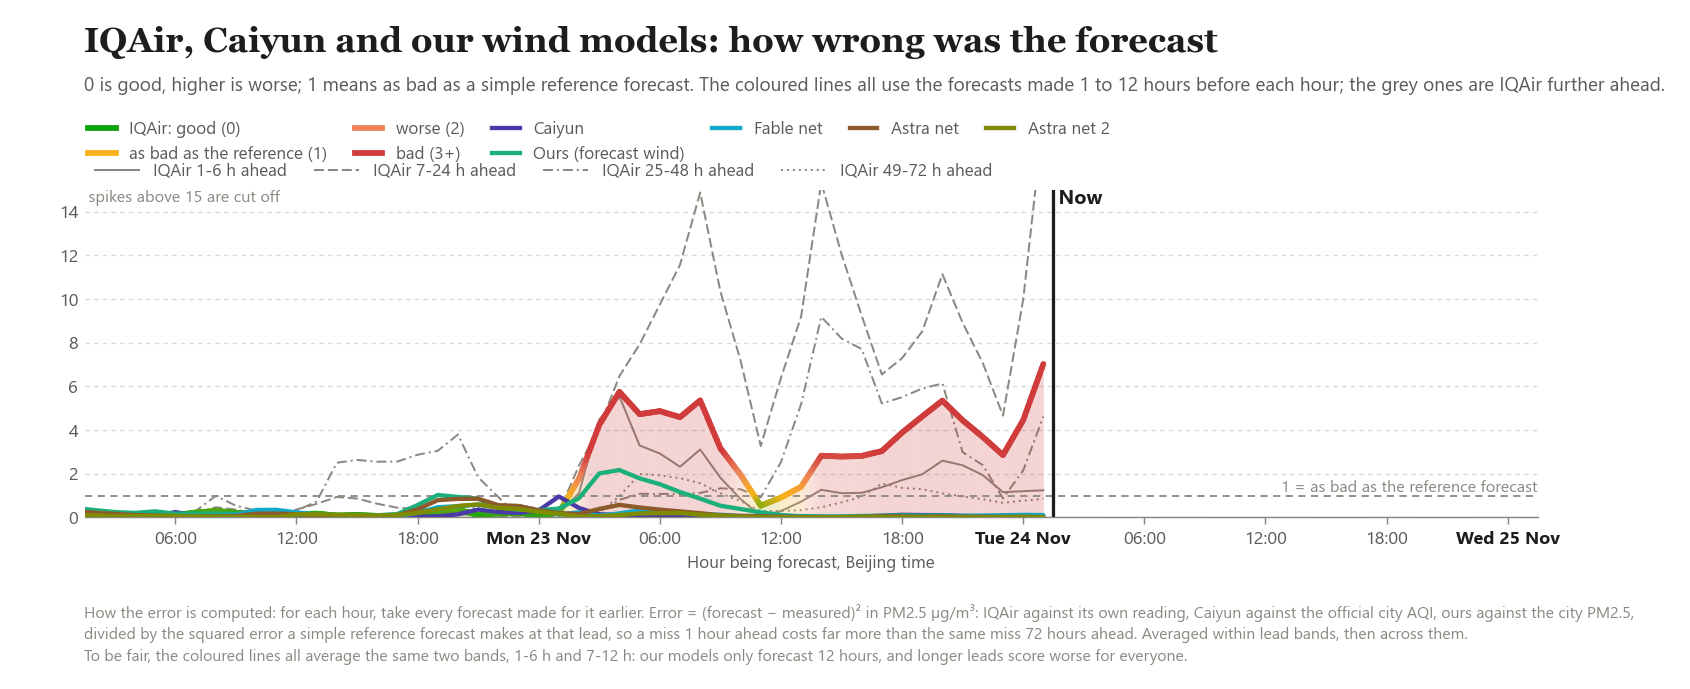 IQAir, Caiyun and our wind models: how wrong was the forecast
0 is good, higher is worse; 1 means as bad as a simple reference forecast. The coloured lines all use the forecasts made 1 to 12 hours before each hour; the grey ones are IQAir further ahead.
IQAir: good (0) worse (2) Caiyun Fable net Astra net Astra net 2
as bad as the reference (1) bad (3+) Ours (forecast wind)
IQAir 1-6 h ahead IQAir 7-24 h ahead IQAir 25-48 h ahead IQAir 49-72 h ahead
spikes above 15 are cut off
Now
14
12
10
8
6
4
2
1 = as bad as the reference forecast
0
06:00 12:00 18:00 Mon 23 Nov 06:00 12:00 18:00 Tue 24 Nov 06:00 12:00 18:00 Wed 25 Nov
Hour being forecast, Beijing time
How the error is computed: for each hour, take every forecast made for it earlier. Error = (forecast − measured)² in PM2.5 µg/m³: IQAir against its own reading, Caiyun against the official city AQI, ours against the city PM2.5,
divided by the squared error a simple reference forecast makes at that lead, so a miss 1 hour ahead costs far more than the same miss 72 hours ahead. Averaged within lead bands, then across them.
To be fair, the coloured lines all average the same two bands, 1-6 h and 7-12 h: our models only forecast 12 hours, and longer leads score worse for everyone.